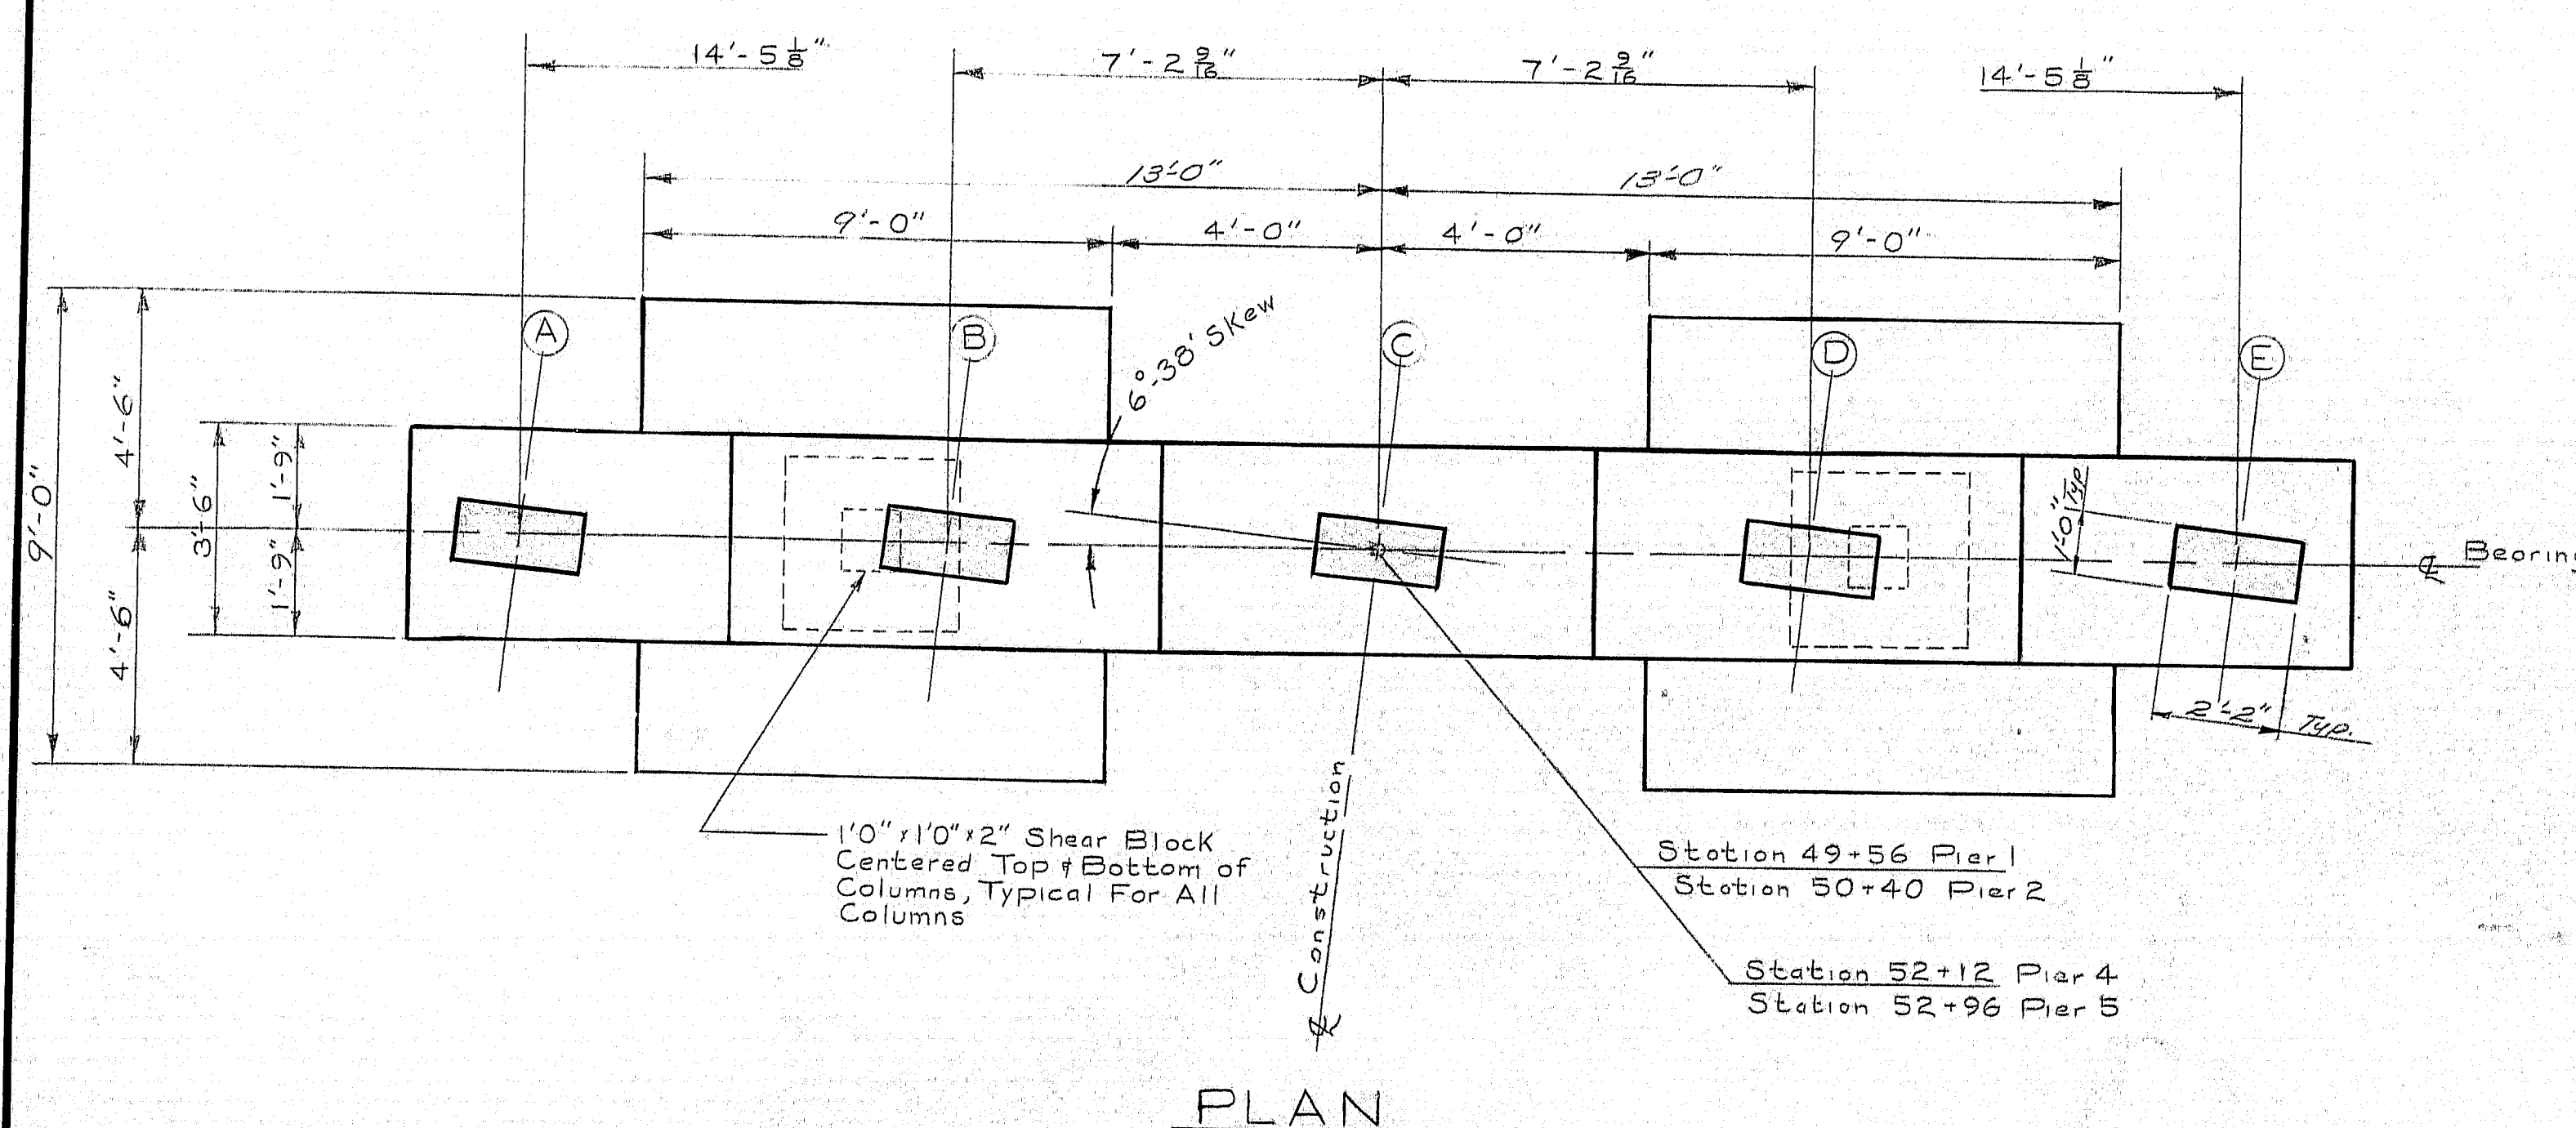 14'-5 1/8"
7'-2 9/16"
7'-2 9/16"
14'-5 1/8"
13'-0"
13'-0"
9'-0"
4'-0"
4'-0"
9'-0"
6°-38' Skew
A
B
C
D
E
9'-0"
4'-6"
4'-6"
3'-6"
1'-9"
1'-9"
1'-0" Typ
℄ Bearing
2'-2" Typ.
1'0" x 1'0" x 2" Shear Block
Centered Top & Bottom of
Columns, Typical For All
Columns
℄ Construction
Station 49+56 Pier 1
Station 50+40 Pier 2
Station 52+12 Pier 4
Station 52+96 Pier 5
PLAN